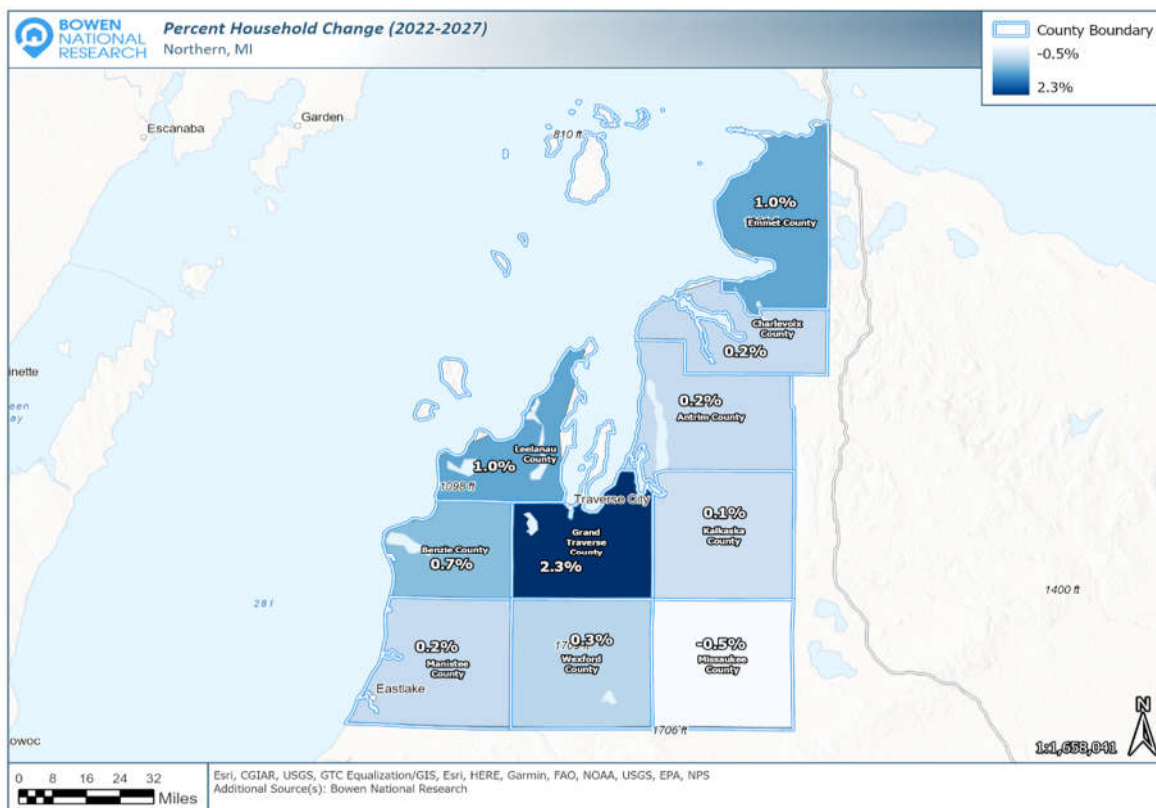 BOWEN
NATIONAL
RESEARCH
Percent Household Change (2022-2027)
Northern, MI
County Boundary
-0.5%
2.3%
Escanaba
Garden
810 ft
1.0%
Emmet County
Charlevoix
County
0.2%
0.2%
Antrim County
Leelanau
County
1.0%
1098 ft
Traverse City
0.1%
Kalkaska
County
Grand
Traverse
County
2.3%
Benzie County
0.7%
inette
een
ay
281
1400 ft
0.2%
Manistee
County
0.3%
Wexford
County
-0.5%
Missaukee
County
Eastlake
1706 ft
owoc
N
1:1,658,041
0 8 16 24 32
Miles
Esri, CGIAR, USGS, GTC Equalization/GIS, Esri, HERE, Garmin, FAO, NOAA, USGS, EPA, NPS
Additional Source(s): Bowen National Research